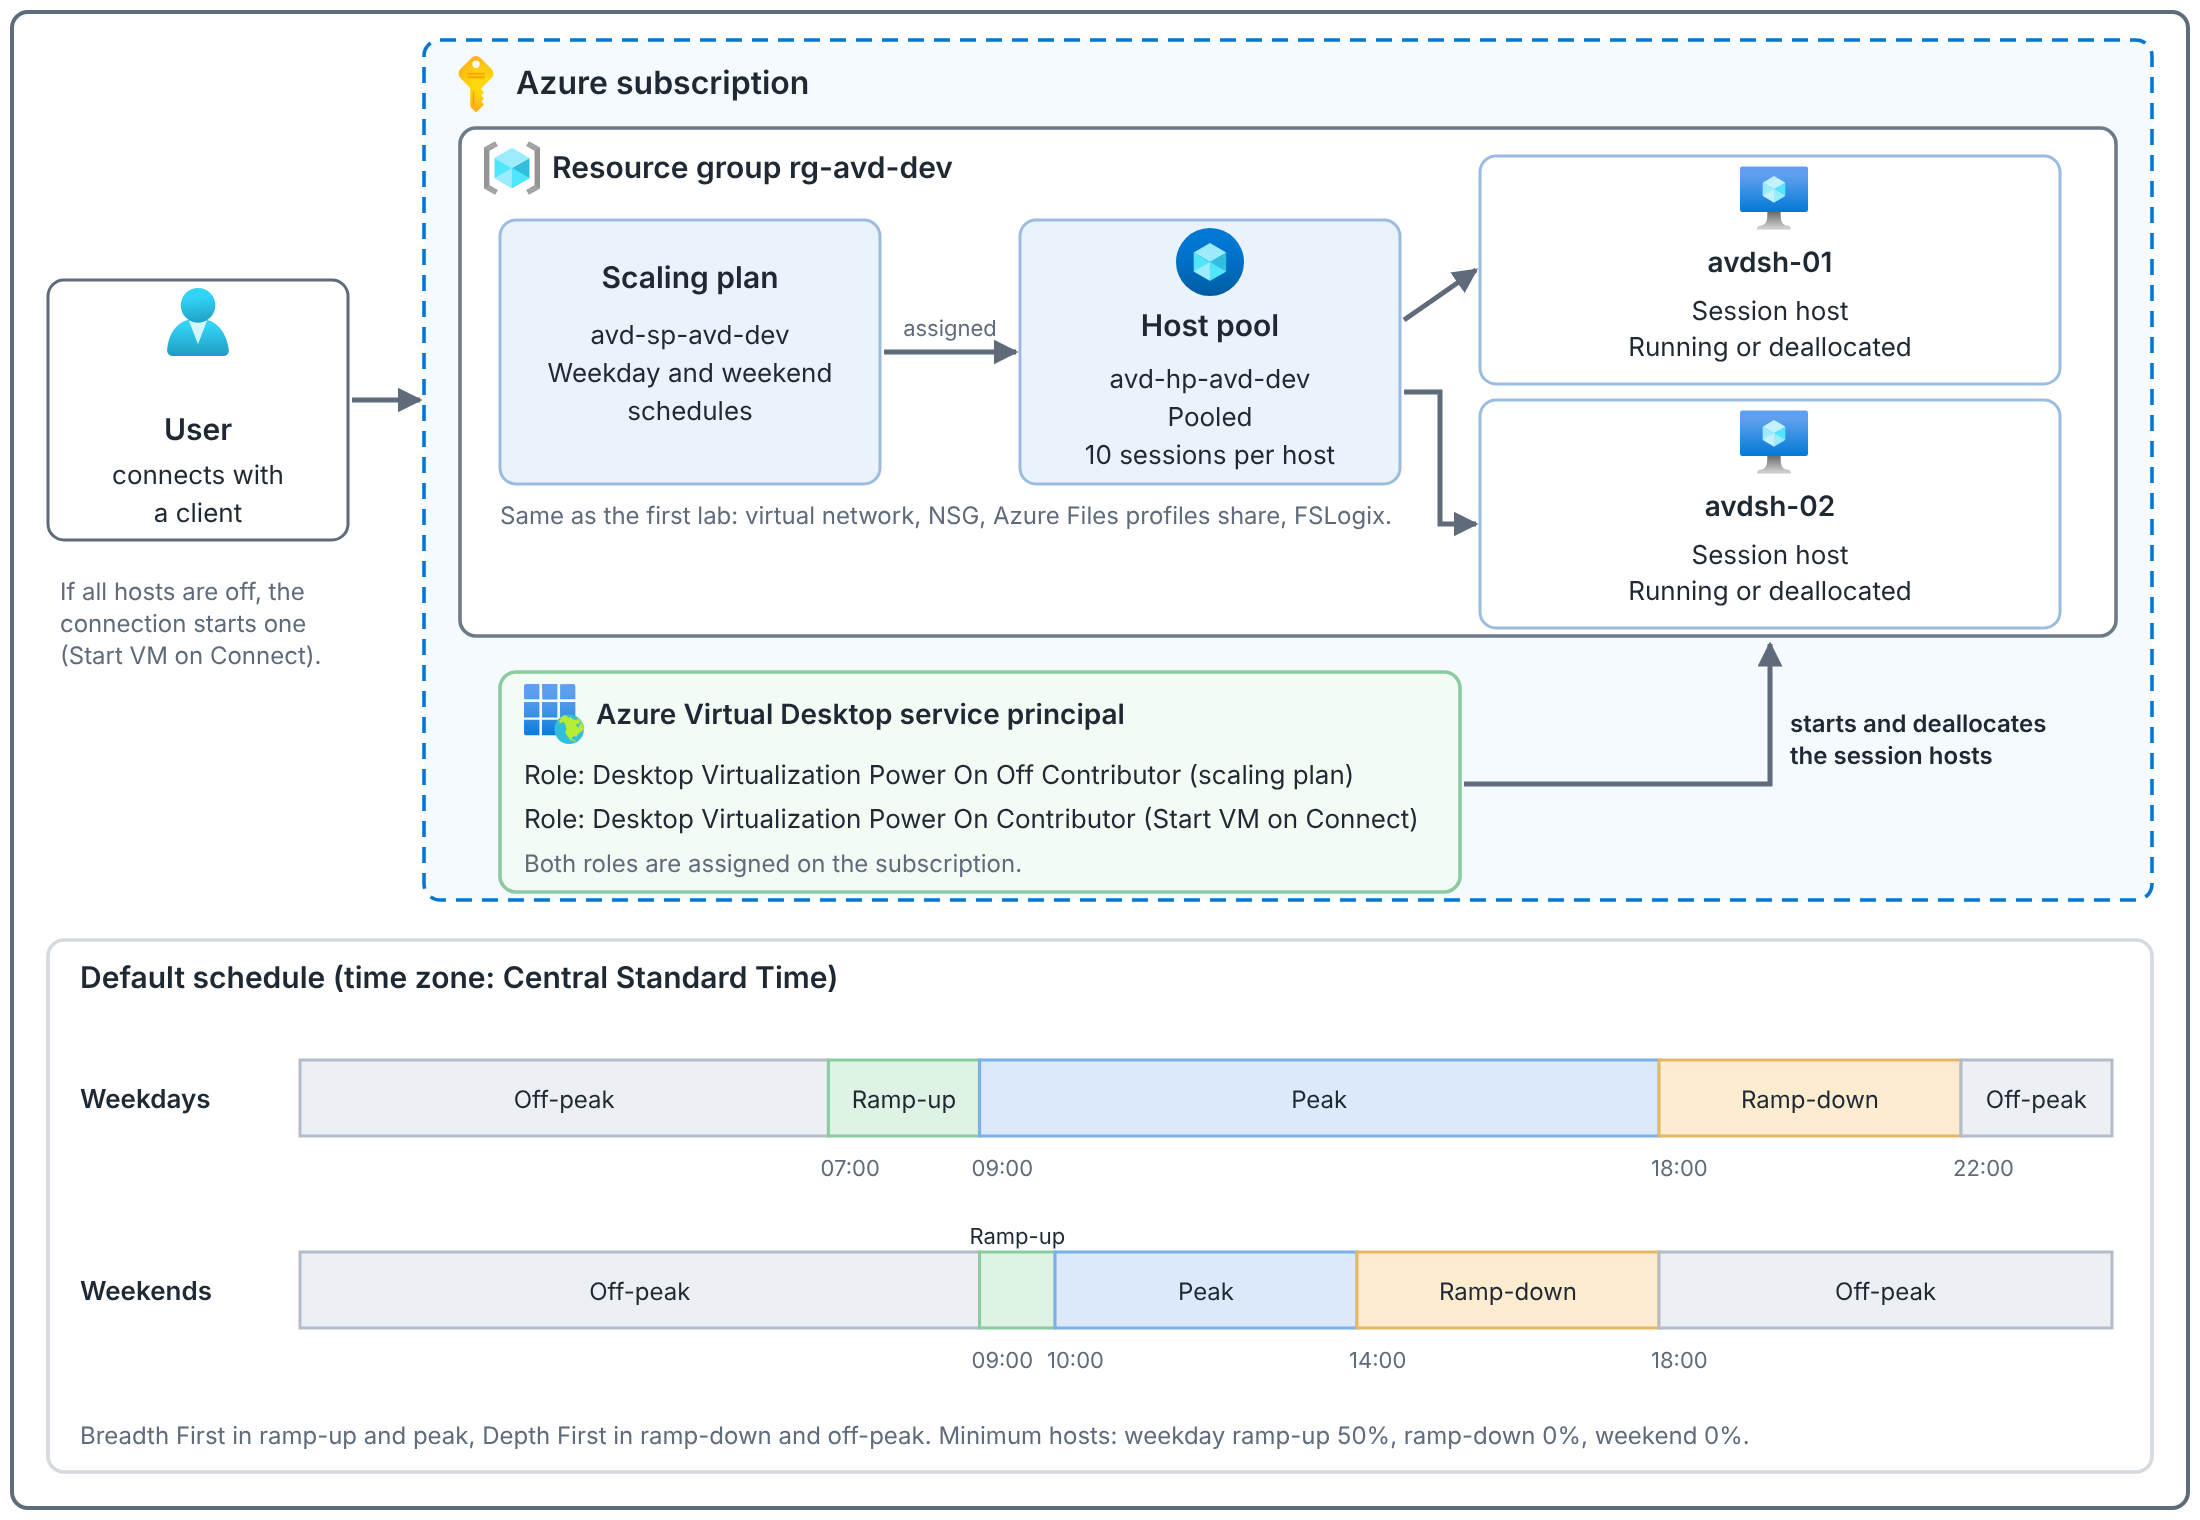 Azure subscription
Resource group rg-avd-dev
Scaling plan
avd-sp-avd-dev
Weekday and weekend
schedules
assigned
Host pool
avd-hp-avd-dev
Pooled
10 sessions per host
avdsh-01
Session host
Running or deallocated
avdsh-02
Session host
Running or deallocated
Same as the first lab: virtual network, NSG, Azure Files profiles share, FSLogix.
User
connects with
a client
If all hosts are off, the
connection starts one
(Start VM on Connect).
Azure Virtual Desktop service principal
Role: Desktop Virtualization Power On Off Contributor (scaling plan)
Role: Desktop Virtualization Power On Contributor (Start VM on Connect)
Both roles are assigned on the subscription.
starts and deallocates
the session hosts
Default schedule (time zone: Central Standard Time)
Weekdays
Off-peak
Ramp-up
Peak
Ramp-down
Off-peak
07:00
09:00
18:00
22:00
Ramp-up
Weekends
Off-peak
Peak
Ramp-down
Off-peak
09:00
10:00
14:00
18:00
Breadth First in ramp-up and peak, Depth First in ramp-down and off-peak. Minimum hosts: weekday ramp-up 50%, ramp-down 0%, weekend 0%.